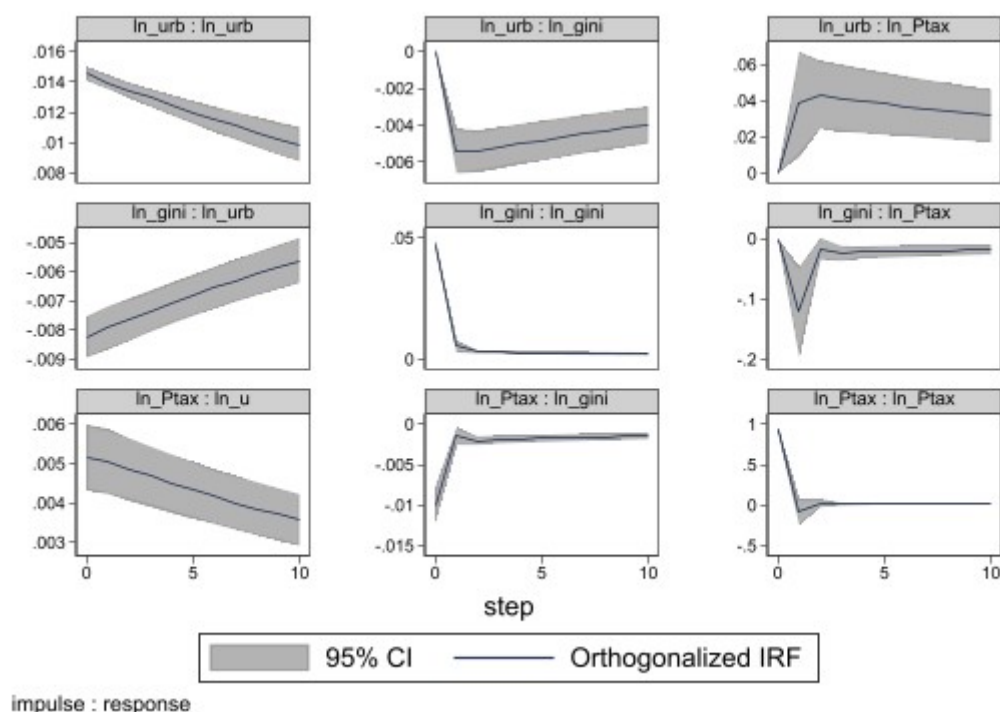 ln_urb : ln_urb
ln_urb : ln_gini
ln_urb : ln_Ptax
.016
.014
.012
.01
.008
0
-.002
-.004
-.006
.06
.04
.02
0
ln_gini : ln_urb
ln_gini : ln_gini
ln_gini : ln_Ptax
-.005
-.006
-.007
-.008
-.009
.05
0
0
-.1
-.2
ln_Ptax : ln_u
ln_Ptax : ln_gini
ln_Ptax : ln_Ptax
.006
.005
.004
.003
0
-.005
-.01
-.015
1
.5
0
-.5
0 5 10
0 5 10
0 5 10
step
95% CI
Orthogonalized IRF
impulse : response